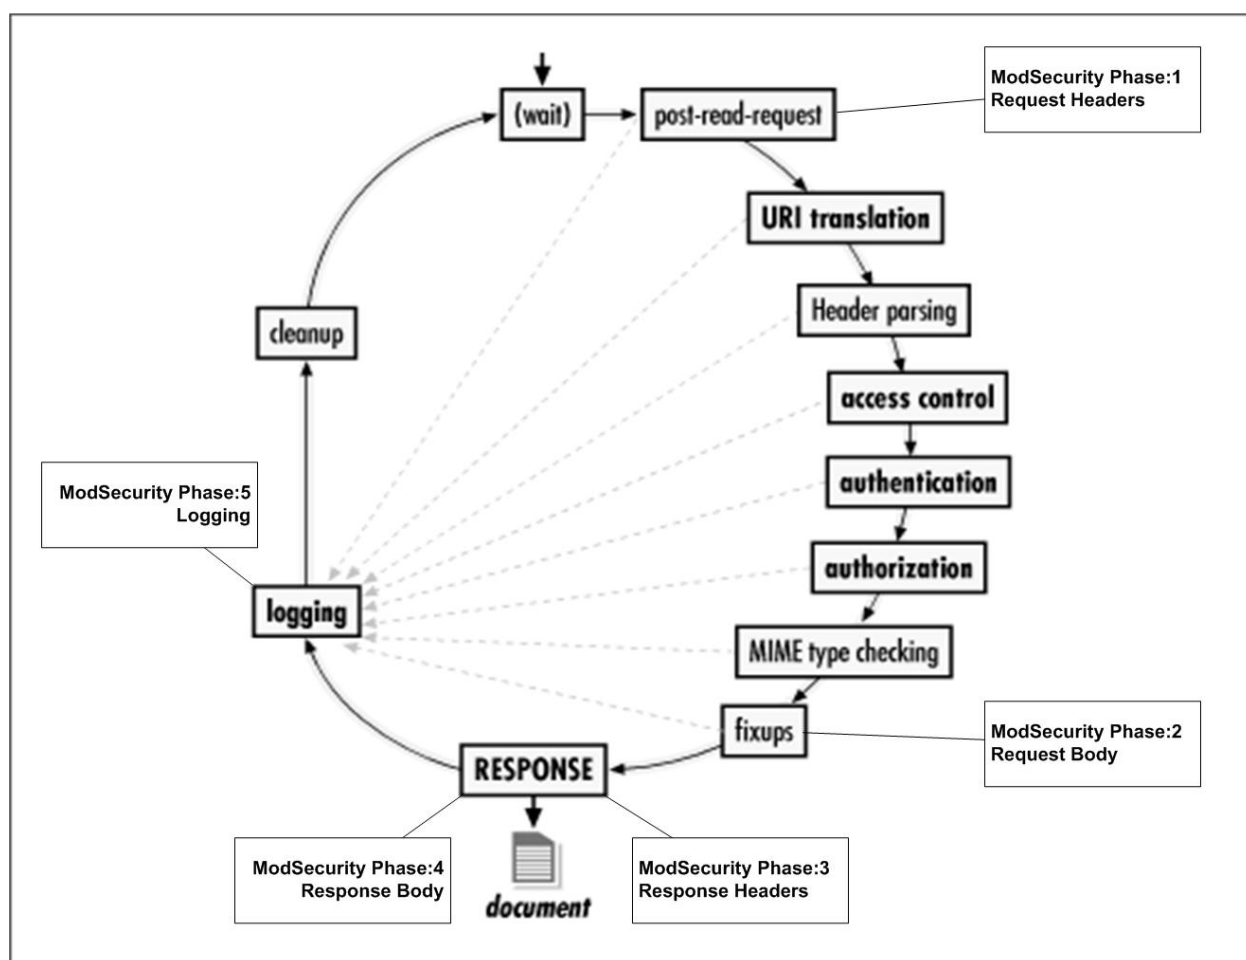 (wait)
post-read-request
ModSecurity Phase:1
Request Headers
URI translation
Header parsing
cleanup
access control
ModSecurity Phase:5
Logging
authentication
authorization
logging
MIME type checking
fixups
ModSecurity Phase:2
Request Body
RESPONSE
ModSecurity Phase:4
Response Body
document
ModSecurity Phase:3
Response Headers